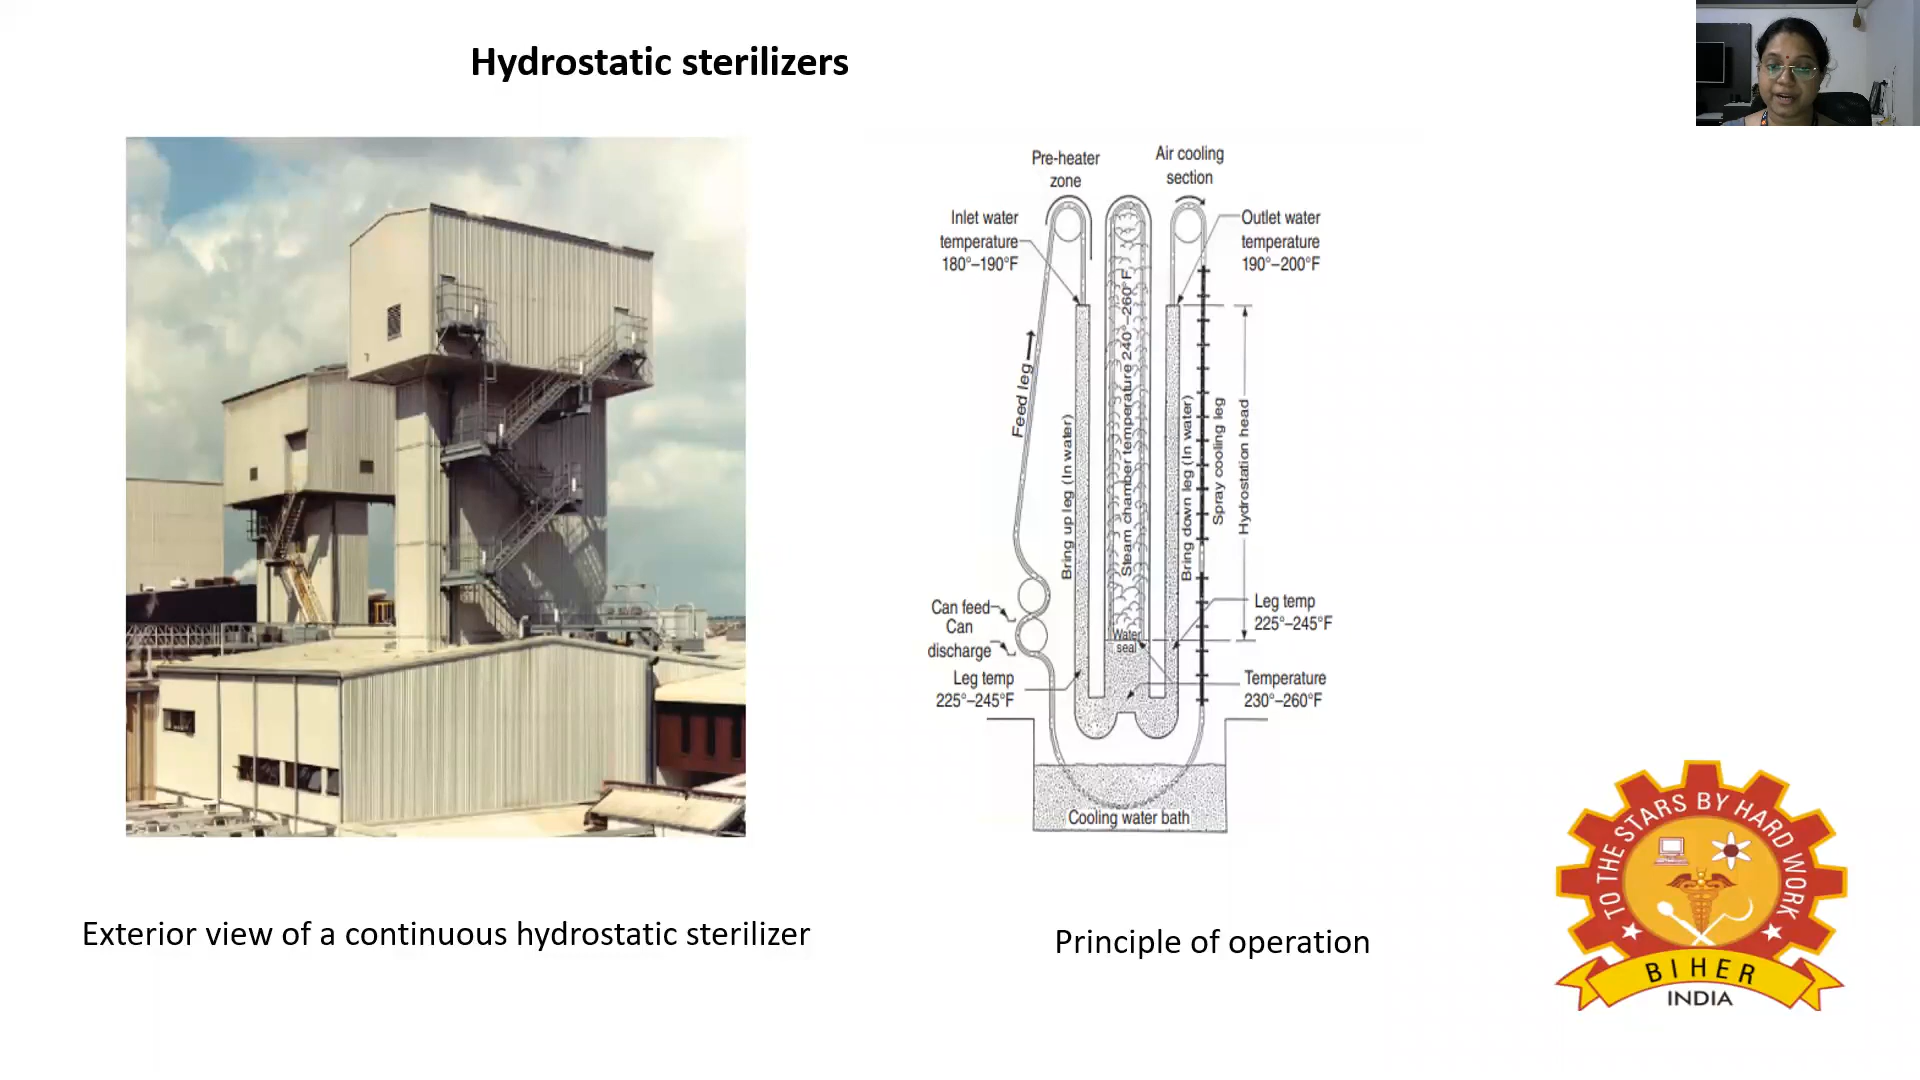 Hydrostatic sterilizers
Pre-heater
zone
Air cooling
section
Inlet water
temperature
180°–190°F
Outlet water
temperature
190°–200°F
Feed leg
Bring up leg (In water)
Steam chamber temperature 240°–260°F
Bring down leg (In water)
Spray cooling leg
Hydrostation head
Can feed
Can
discharge
Water
seal
Leg temp
225°–245°F
Leg temp
225°–245°F
Temperature
230°–260°F
Cooling water bath
Exterior view of a continuous hydrostatic sterilizer
Principle of operation
TO THE STARS BY HARD WORK
BIHER
INDIA